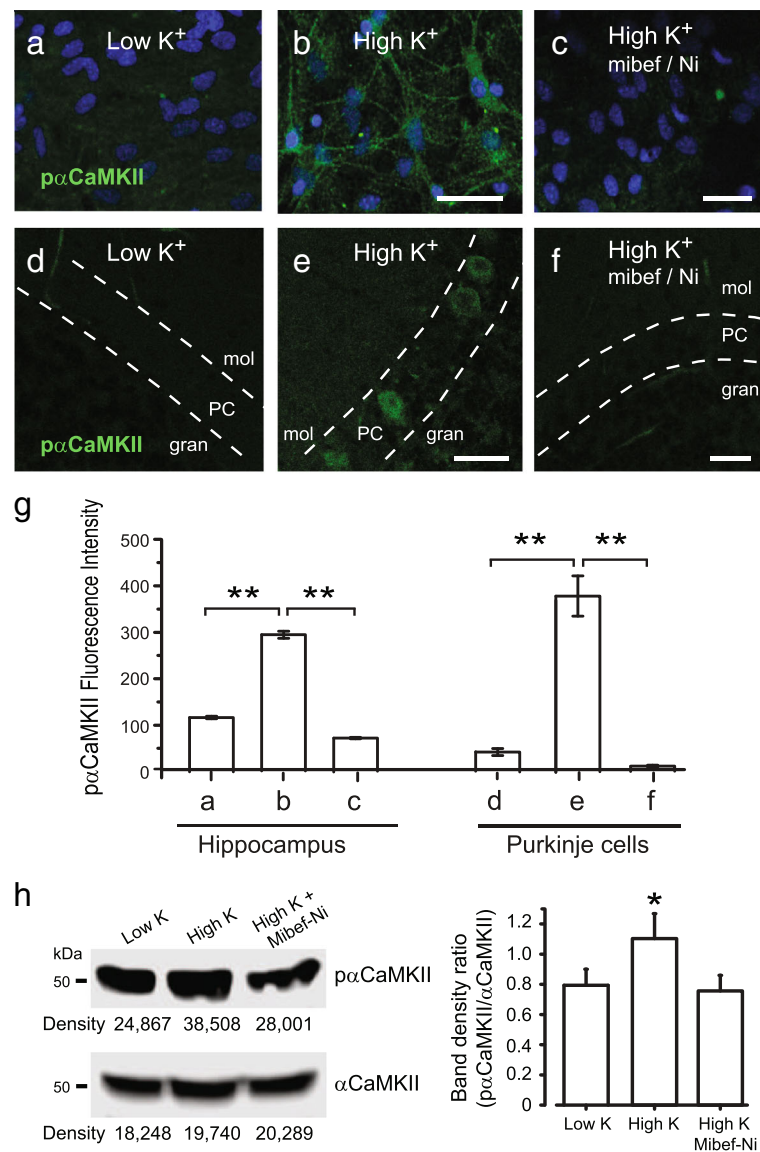 a
Low K+
pαCaMKII
b
High K+
c
High K+
mibef / Ni
d
Low K+
mol
PC
gran
pαCaMKII
e
High K+
mol
PC
gran
f
High K+
mibef / Ni
mol
PC
gran
g
pαCaMKII Fluorescence Intensity
500
400
300
200
100
0
** **
** **
a b c
d e f
Hippocampus
Purkinje cells
h
Low K
High K
High K +
Mibef-Ni
kDa
50
pαCaMKII
Density 24,867 38,508 28,001
50
αCaMKII
Density 18,248 19,740 20,289
Band density ratio
(pαCaMKII/αCaMKII)
1.2
1.0
0.8
0.6
0.4
0.2
0
*
Low K
High K
High K
Mibef-Ni